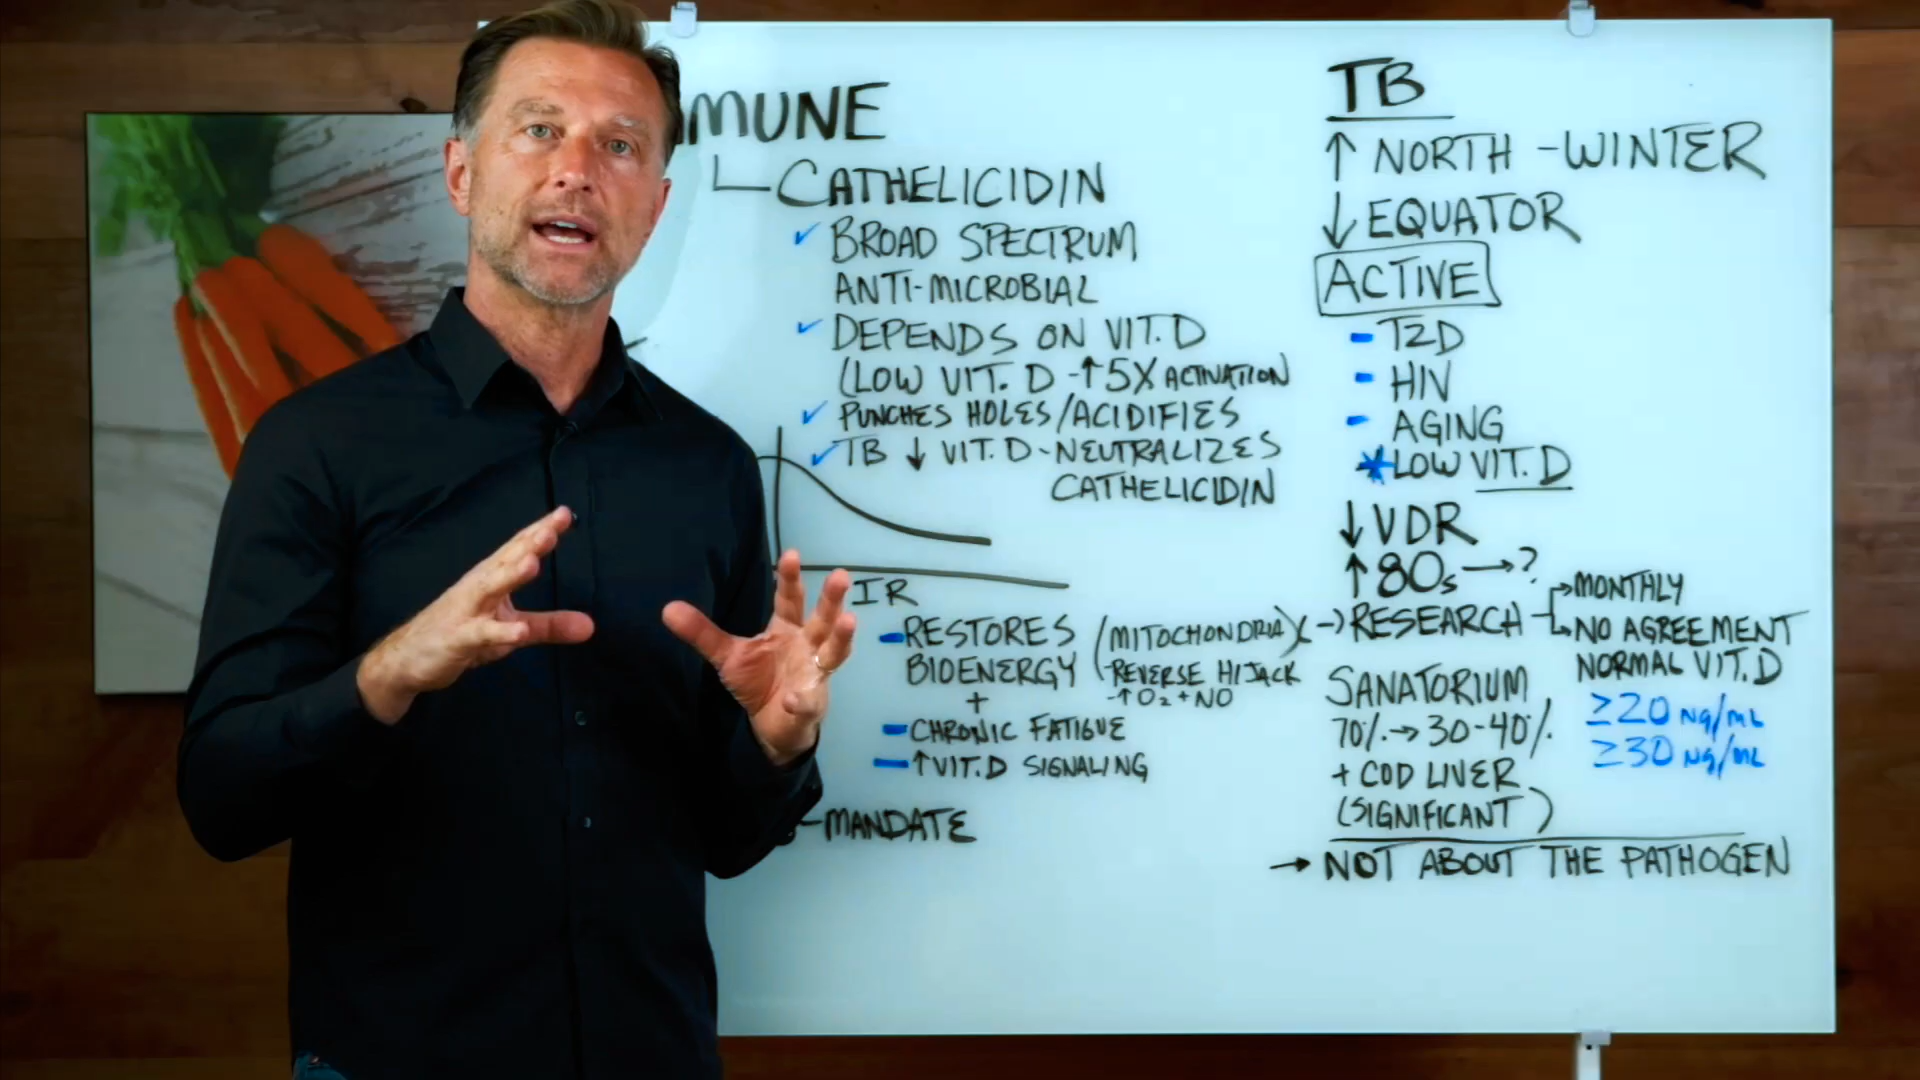 MUNE
CATHELICIDIN
✓ BROAD SPECTRUM
ANTI-MICROBIAL
✓ DEPENDS ON VIT. D
(LOW VIT. D -↑5X ACTIVATION
✓ PUNCHES HOLES/ACIDIFIES
✓ TB ↓ VIT. D-NEUTRALIZES
CATHELICIDIN
IR
-RESTORES
BIOENERGY
+
(MITOCHONDRIA)
-REVERSE HIJACK
-↑O₂+NO
-CHRONIC FATIGUE
-↑VIT.D SIGNALING
-MANDATE
TB
↑ NORTH -WINTER
↓ EQUATOR
ACTIVE
- T2D
- HIV
- AGING
*LOW VIT. D
↓VDR
↑80s →?
→RESEARCH
→MONTHLY
→NO AGREEMENT
NORMAL VIT. D
≥20 ng/mL
≥30 ng/mL
SANATORIUM
70%→30-40%
+ COD LIVER
(SIGNIFICANT)
→ NOT ABOUT THE PATHOGEN